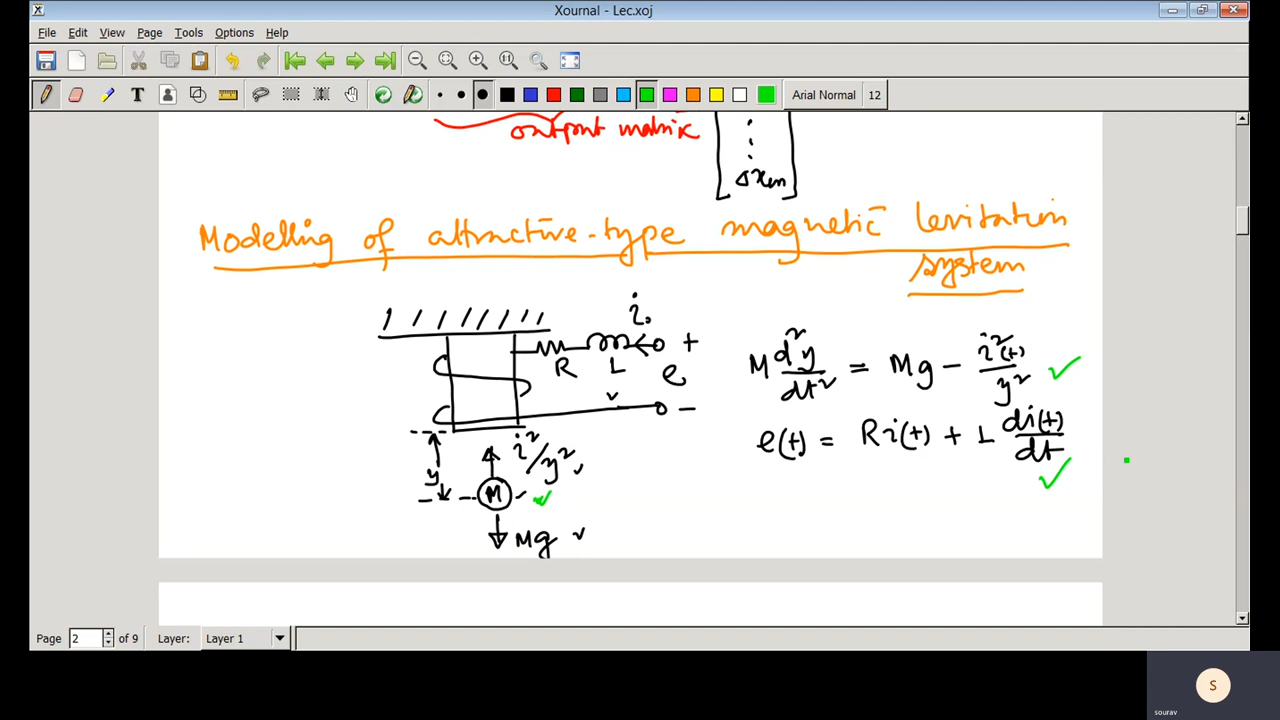 Xournal - Lec.xoj
File Edit View Page Tools Options Help
Arial Normal 12
output matrix
Δxn
Modelling of attractive-type magnetic levitation
system
i
R L e + −
M d²y/dt² = Mg − i²(t)/y² ✓
e(t) = Ri(t) + L di(t)/dt ✓
i²/y²
y
M
Mg
Page 2 of 9 Layer: Layer 1
S
sourav